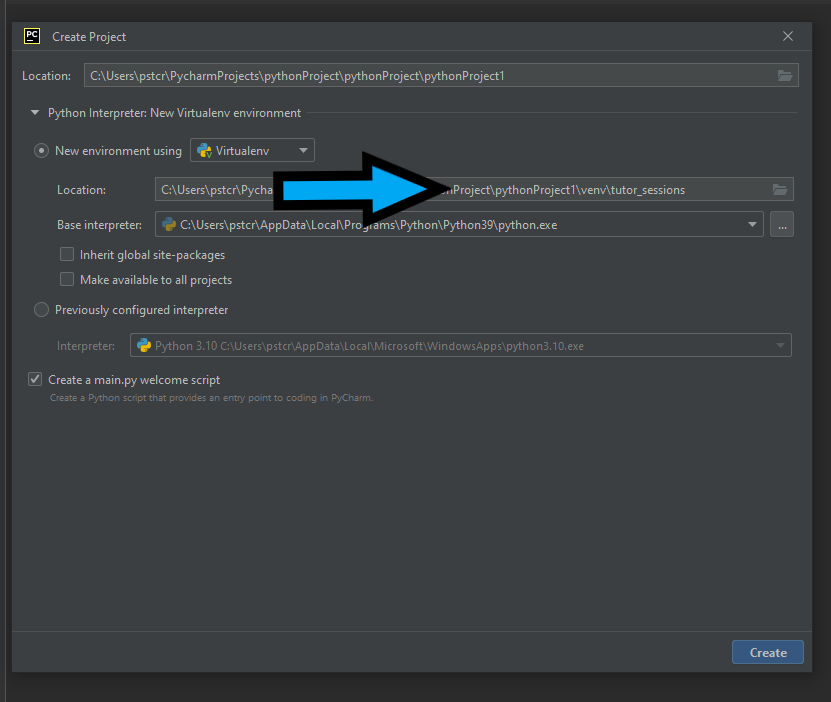 PC Create Project
Location: C:\Users\pstcr\PycharmProjects\pythonProject\pythonProject\pythonProject1
Python Interpreter: New Virtualenv environment
New environment using Virtualenv
Location: C:\Users\pstcr\Pycha nProject\pythonProject1\venv\tutor_sessions
Base interpreter: C:\Users\pstcr\AppData\Local\Programs\Python\Python39\python.exe ...
Inherit global site-packages
Make available to all projects
Previously configured interpreter
Interpreter: Python 3.10 C:\Users\pstcr\AppData\Local\Microsoft\WindowsApps\python3.10.exe
Create a main.py welcome script
Create a Python script that provides an entry point to coding in PyCharm.
Create